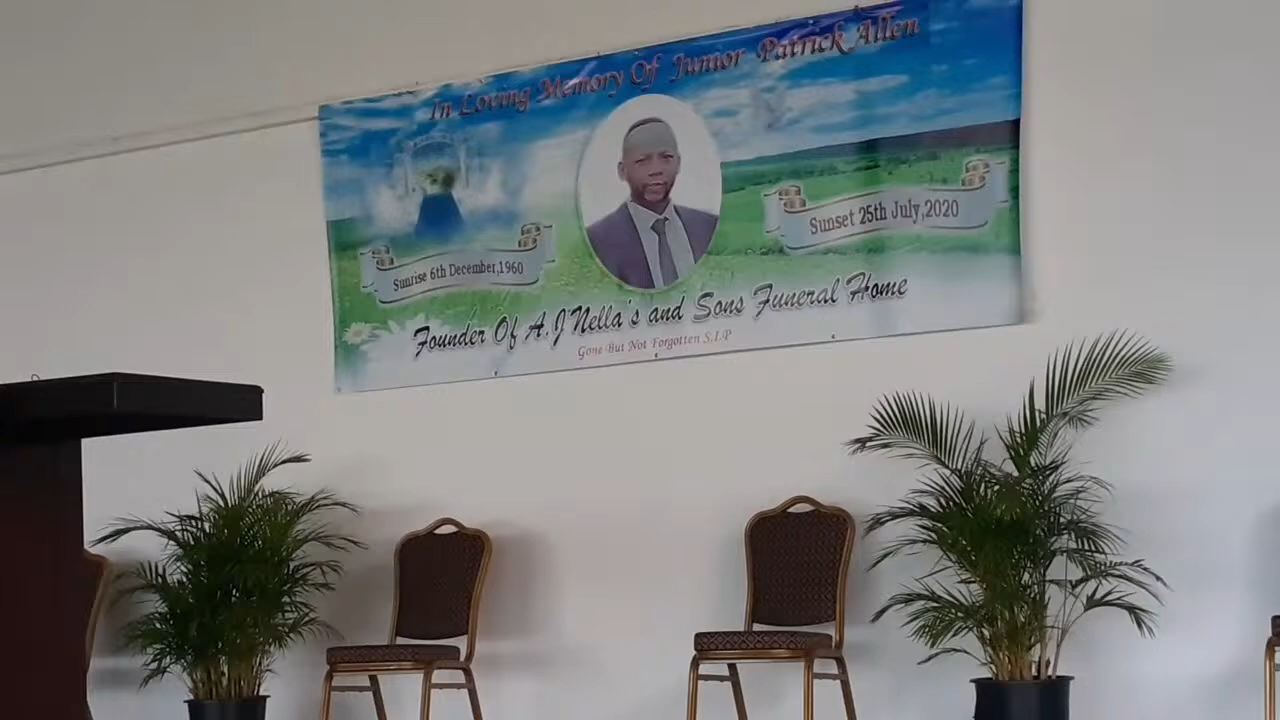 In Loving Memory Of Junior Patrick Allen
Sunrise 6th December,1960
Sunset 25th July,2020
Founder Of A.J Nella's and Sons Funeral Home
Gone But Not Forgotten S.I.P